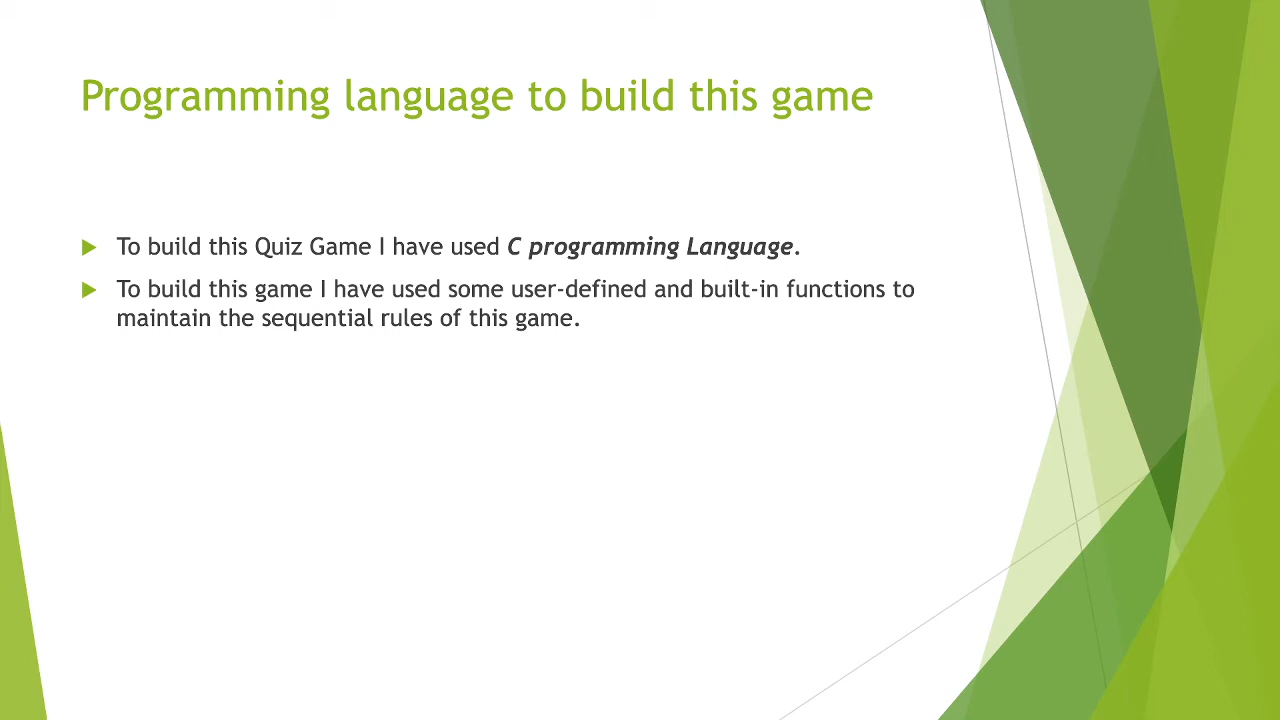 Programming language to build this game
To build this Quiz Game I have used C programming Language.
To build this game I have used some user-defined and built-in functions to
maintain the sequential rules of this game.